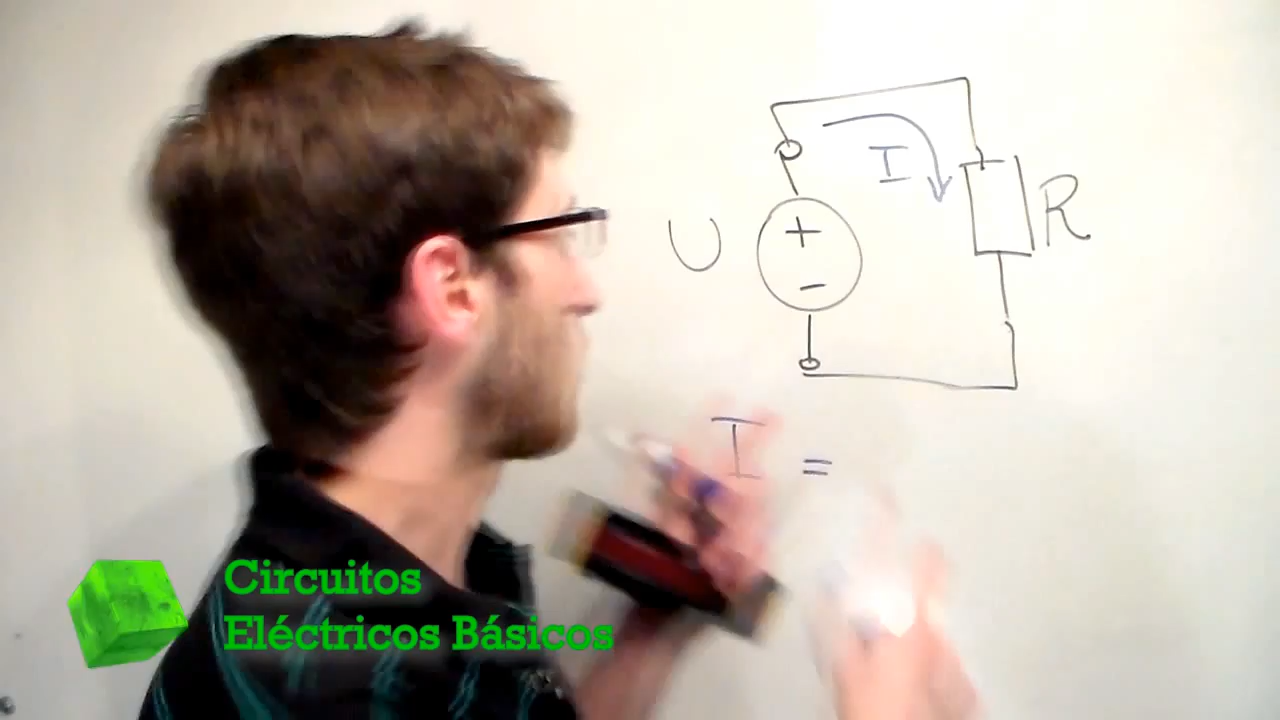 I
U
+
R
−
I =
Circuitos
Eléctricos Básicos